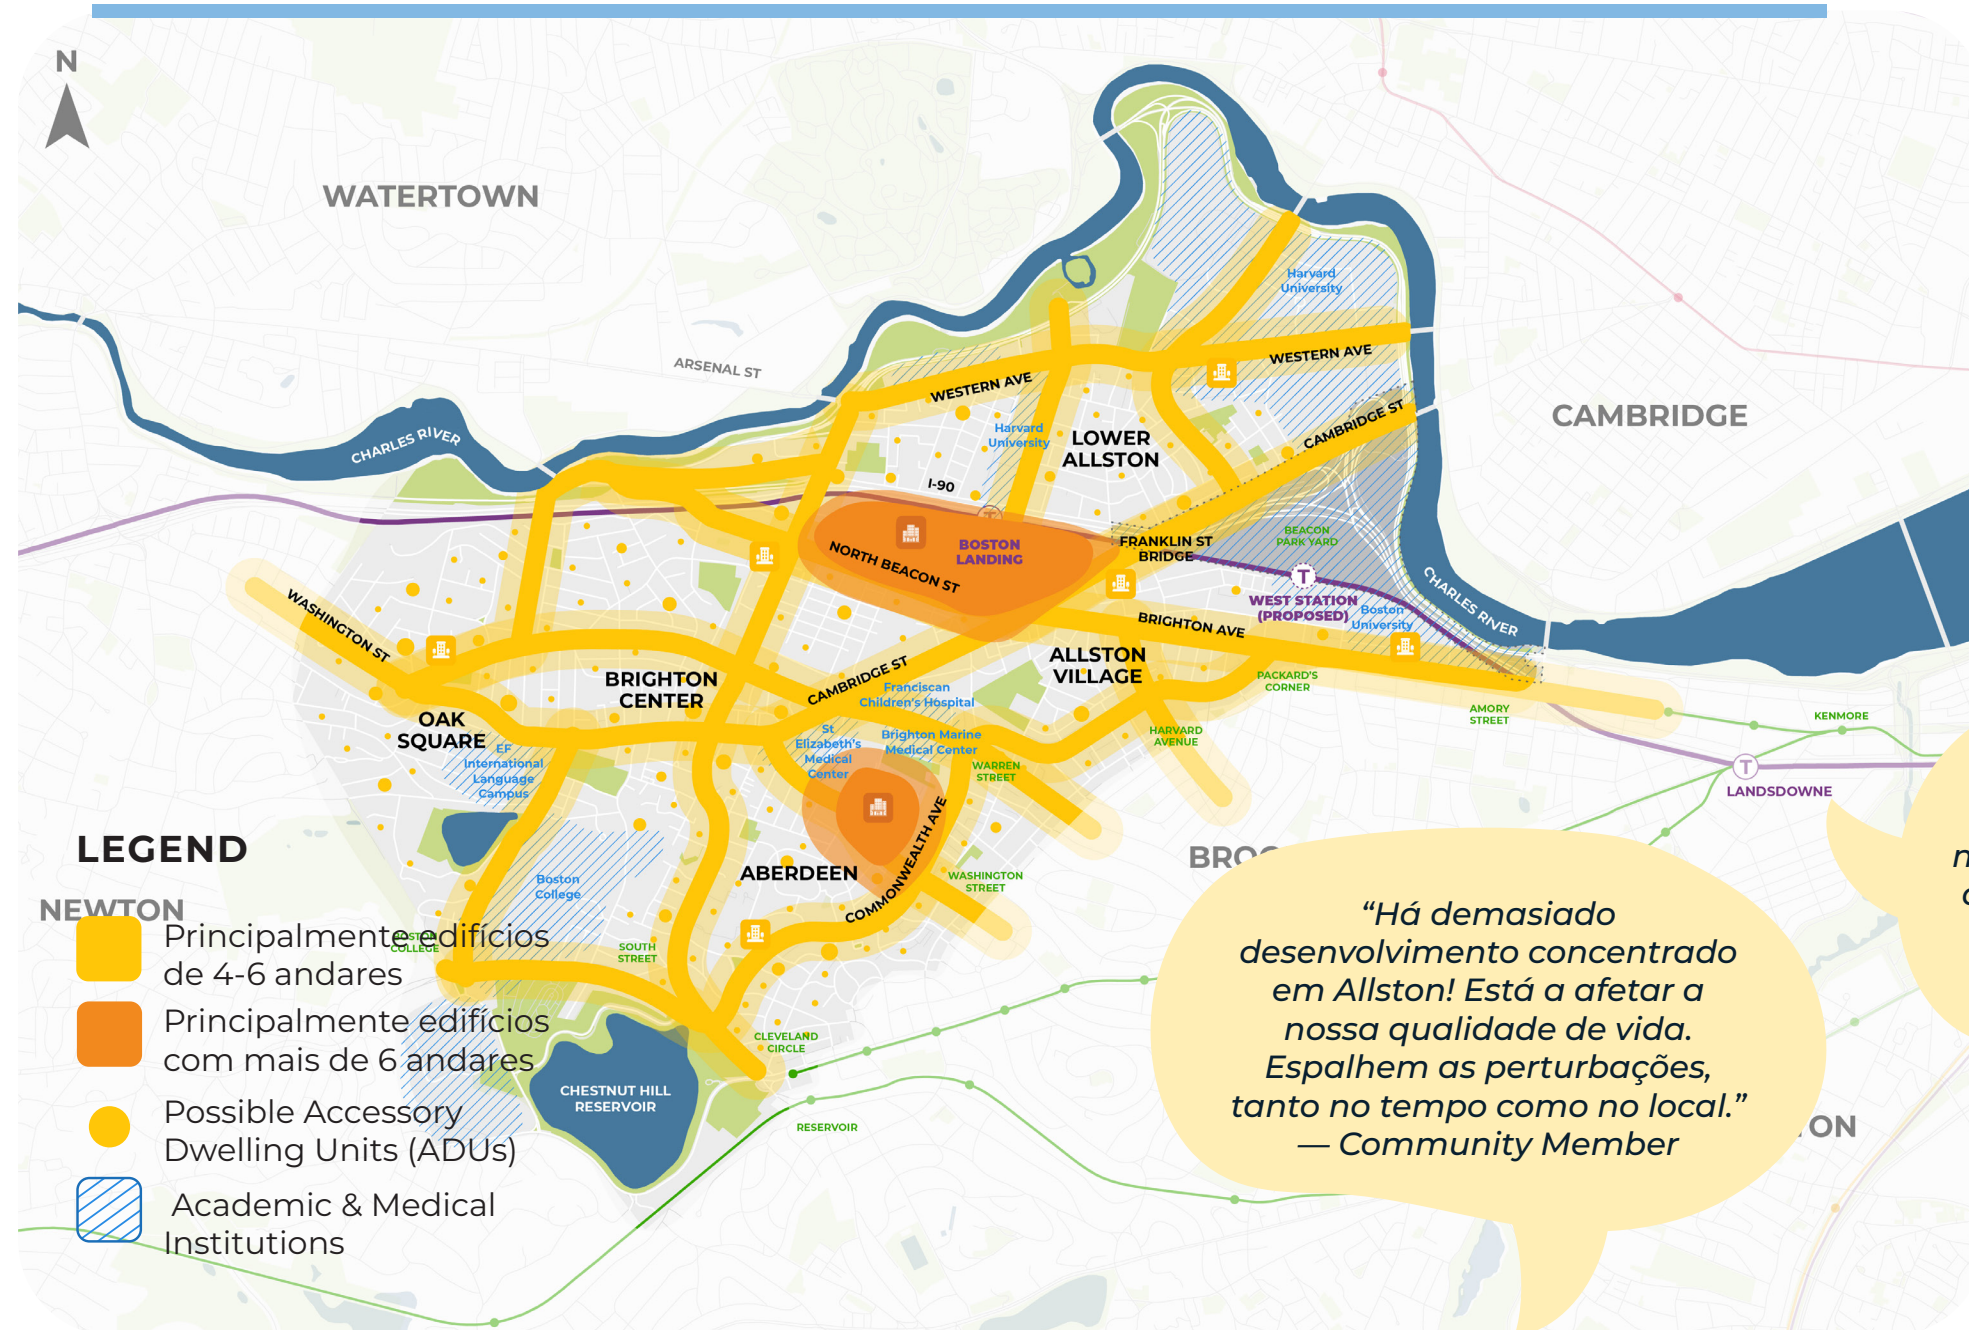 N
WATERTOWN
ARSENAL ST
CHARLES RIVER
CAMBRIDGE
Harvard
University
WESTERN AVE
WESTERN AVE
Harvard
University
LOWER
ALLSTON
CAMBRIDGE ST
I-90
T
BOSTON
LANDING
NORTH BEACON ST
FRANKLIN ST
BRIDGE
BEACON
PARK YARD
T
WEST STATION
(PROPOSED)
Boston
University
CHARLES RIVER
WASHINGTON ST
BRIGHTON AVE
BRIGHTON
CENTER
CAMBRIDGE ST
ALLSTON
VILLAGE
PACKARD'S
CORNER
Franciscan
Children's Hospital
OAK
SQUARE
EF
International
Language
Campus
St
Elizabeth's
Medical
Center
Brighton Marine
Medical Center
WARREN
STREET
HARVARD
AVENUE
AMORY
STREET
KENMORE
T
LANDSDOWNE
COMMONWEALTH AVE
ABERDEEN
WASHINGTON
STREET
Boston
College
BOSTON
COLLEGE
SOUTH
STREET
CLEVELAND
CIRCLE
CHESTNUT HILL
RESERVOIR
RESERVOIR
NEWTON
LEGEND
Principalmente edifícios
de 4-6 andares
Principalmente edifícios
com mais de 6 andares
Possible Accessory
Dwelling Units (ADUs)
Academic & Medical
Institutions
“Há demasiado
desenvolvimento concentrado
em Allston! Está a afetar a
nossa qualidade de vida.
Espalhem as perturbações,
tanto no tempo como no local.”
— Community Member